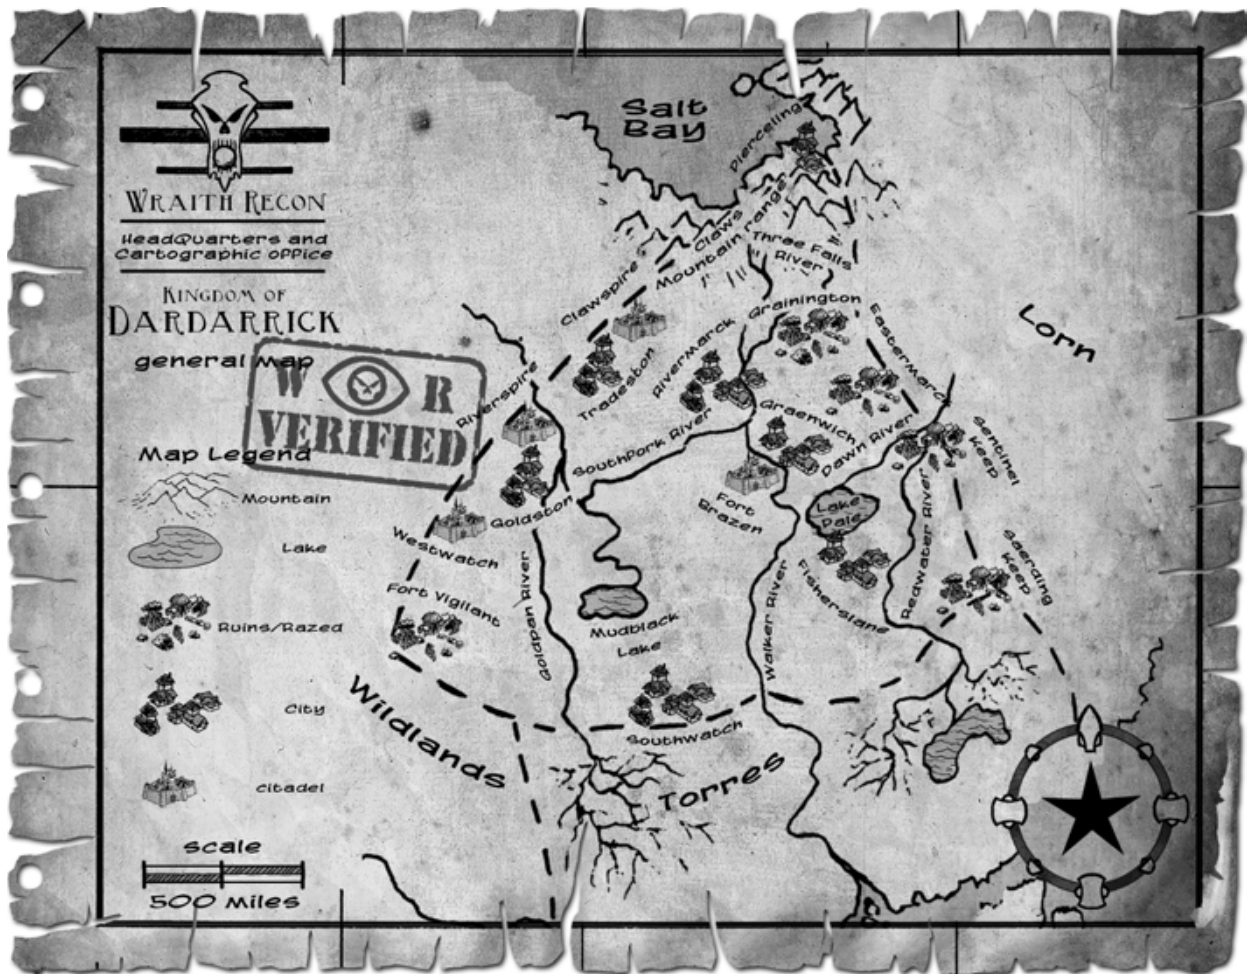 Salt
Bay
Pierceling
WRAITH RECON
HeadQuarters and
Cartographic office
KINGDOM OF
DARDARRICK
general map
W R
VERIFIED
Map Legend
Mountain
Lake
Ruins/Razed
City
citadel
scale
500 Miles
Claws
Mountain range
Three Falls
River
Clawspire
Grainington
Eastermarch
Lorn
Tradeston
Rivermarck
Riverspire
Southfork River
Graenwich
Dawn River
Sentinel
Keep
Goldston
Fort
Brazen
Lake
Dale
Westwatch
Redwater River
Saerding
Keep
Fort Vigilant
Goldpan River
Mudblack
Lake
Walker River
Fisherslane
Wildlands
Southwatch
Torres